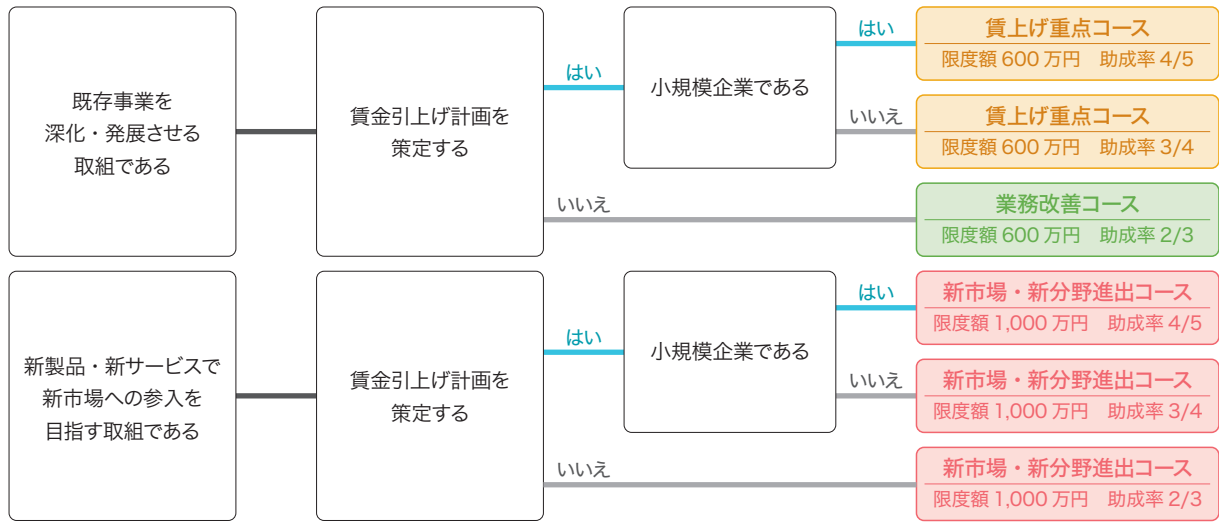 既存事業を
深化・発展させる
取組である
賃金引上げ計画を
策定する
はい
小規模企業である
はい
賃上げ重点コース
限度額 600 万円　助成率 4/5
いいえ
賃上げ重点コース
限度額 600 万円　助成率 3/4
いいえ
業務改善コース
限度額 600 万円　助成率 2/3
新製品・新サービスで
新市場への参入を
目指す取組である
賃金引上げ計画を
策定する
はい
小規模企業である
はい
新市場・新分野進出コース
限度額 1,000 万円　助成率 4/5
いいえ
新市場・新分野進出コース
限度額 1,000 万円　助成率 3/4
いいえ
新市場・新分野進出コース
限度額 1,000 万円　助成率 2/3